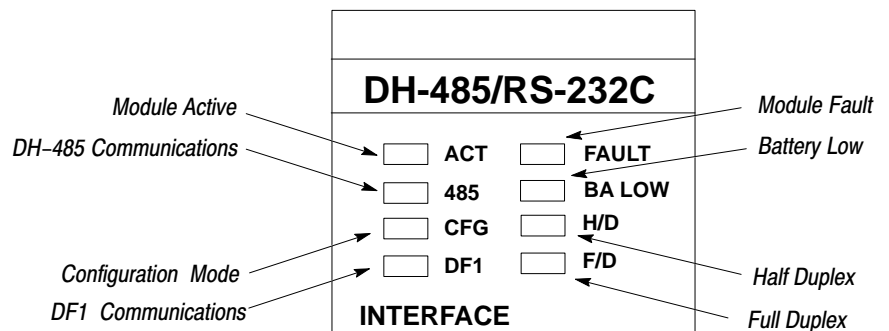 DH-485/RS-232C
Module Active
DH-485 Communications
Configuration Mode
DF1 Communications
ACT
485
CFG
DF1
FAULT
BA LOW
H/D
F/D
Module Fault
Battery Low
Half Duplex
Full Duplex
INTERFACE